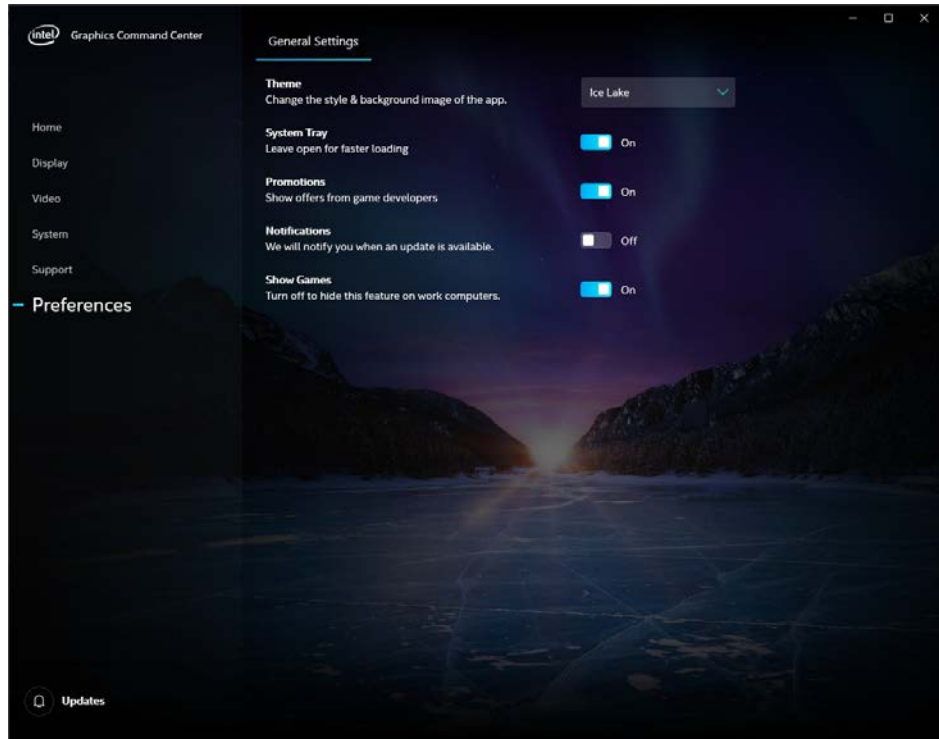 intel Graphics Command Center
Home
Display
Video
System
Support
Preferences
Updates
General Settings
Theme
Change the style & background image of the app.
Ice Lake
System Tray
Leave open for faster loading
On
Promotions
Show offers from game developers
On
Notifications
We will notify you when an update is available.
Off
Show Games
Turn off to hide this feature on work computers.
On